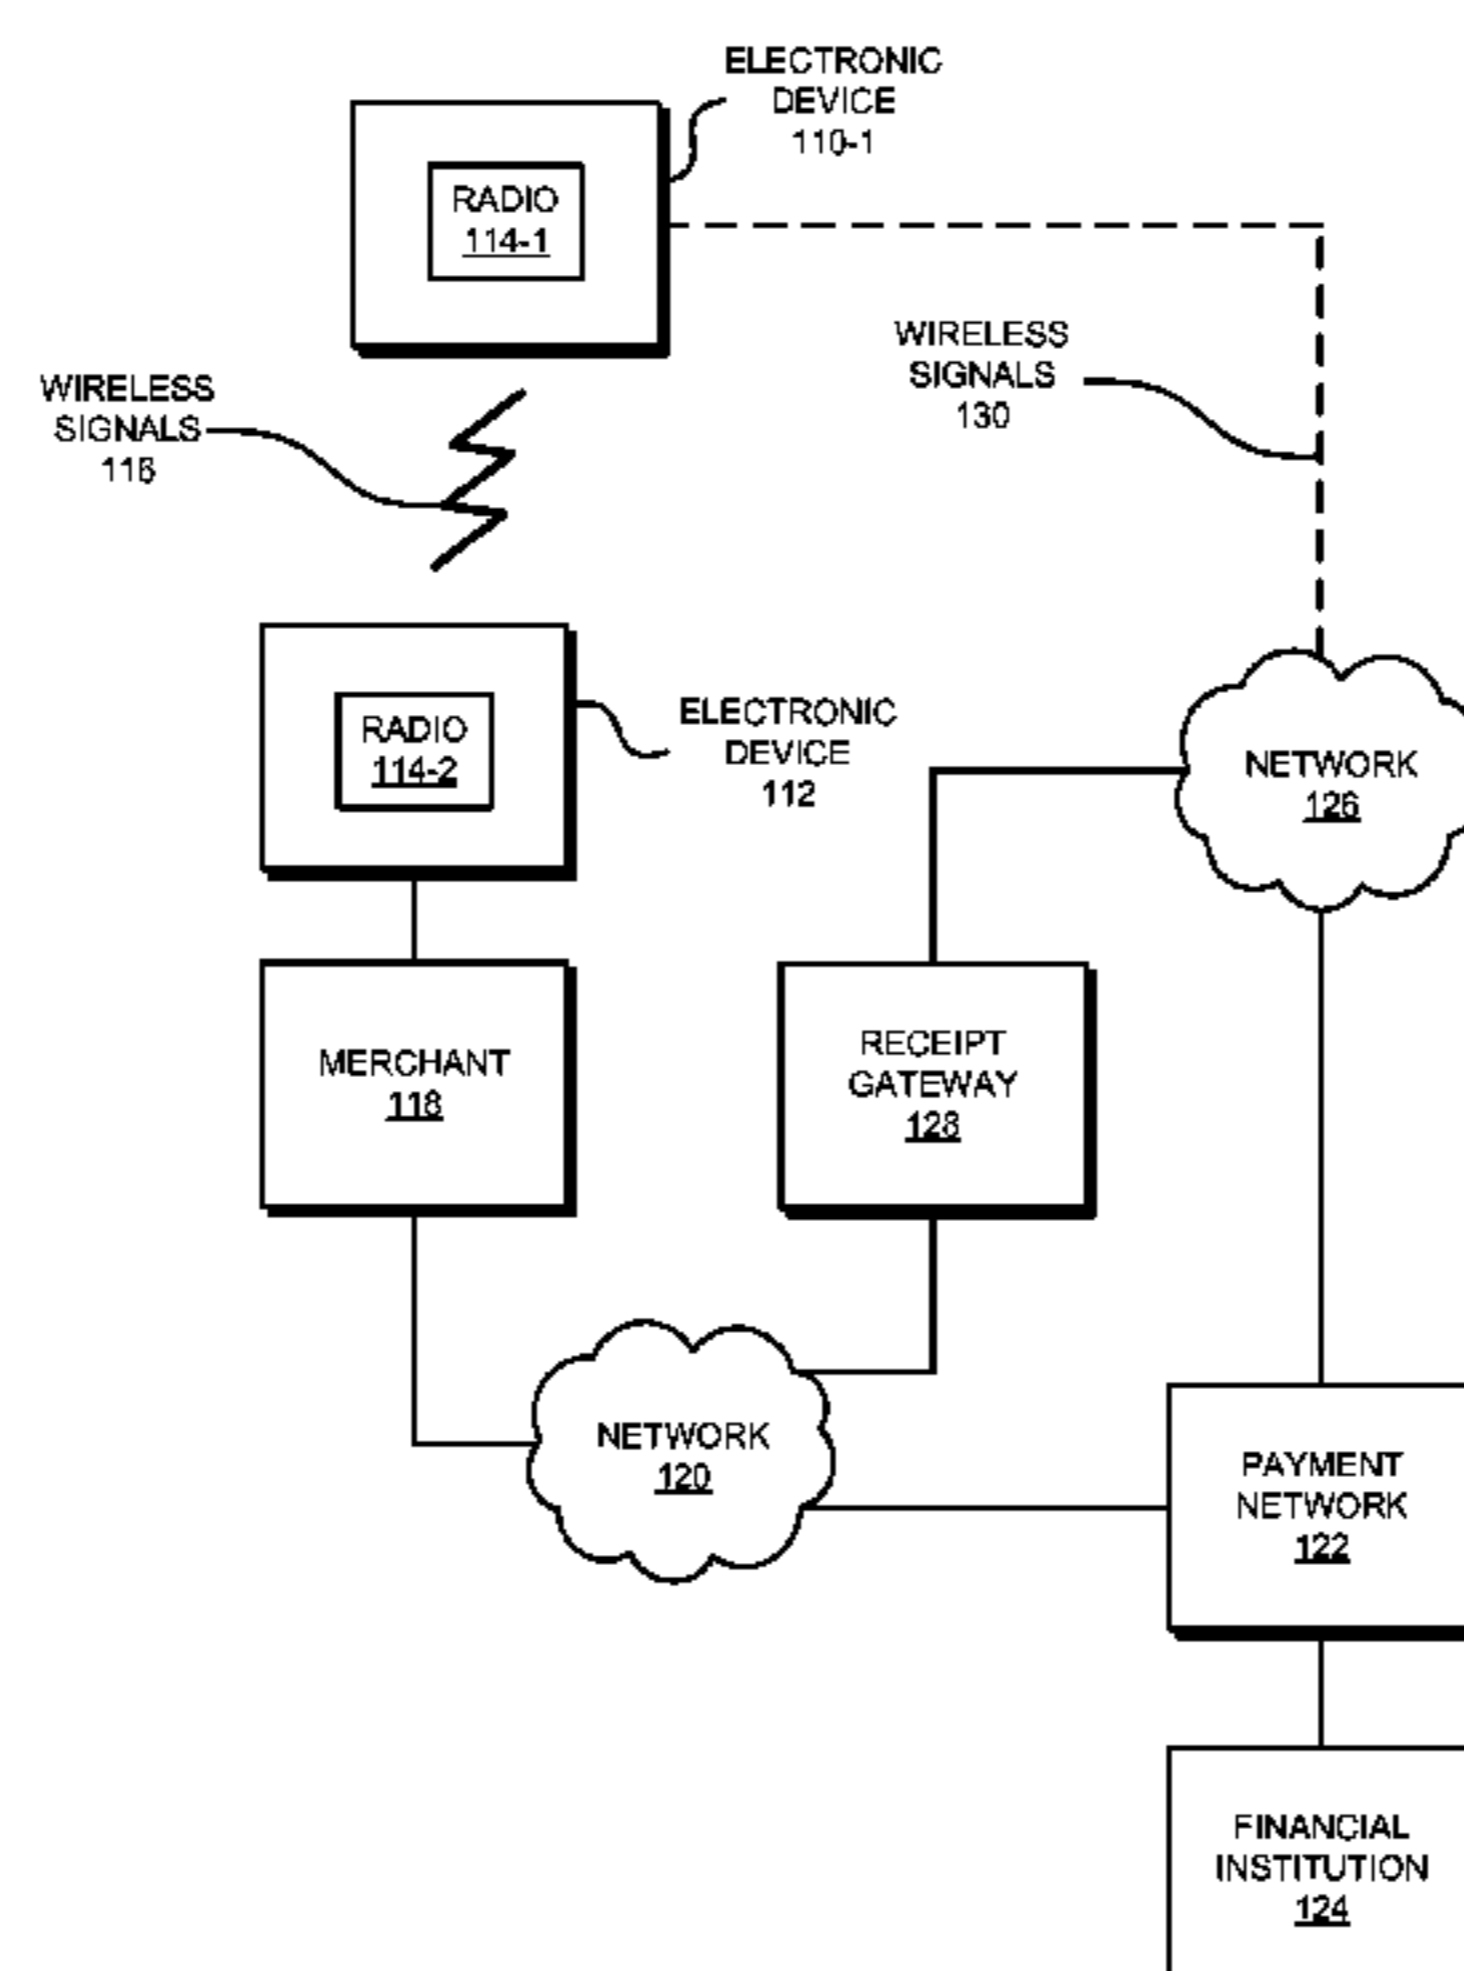 ELECTRONIC
DEVICE
110-1
RADIO
114-1
WIRELESS
SIGNALS
130
WIRELESS
SIGNALS
116
RADIO
114-2
ELECTRONIC
DEVICE
112
NETWORK
126
MERCHANT
118
RECEIPT
GATEWAY
128
NETWORK
120
PAYMENT
NETWORK
122
FINANCIAL
INSTITUTION
124